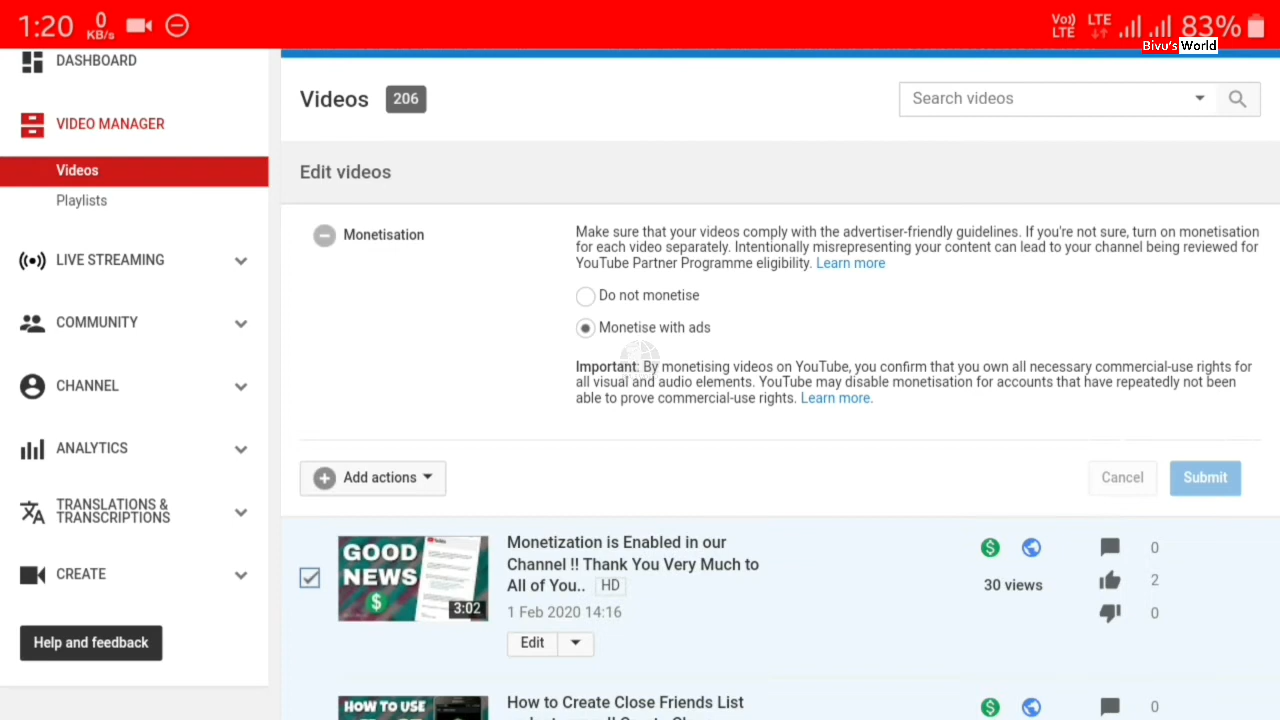 1:20 0 KB/s Vo)) LTE LTE 83%
Bivu's World
DASHBOARD
VIDEO MANAGER
Videos
Playlists
LIVE STREAMING
COMMUNITY
CHANNEL
ANALYTICS
TRANSLATIONS &
TRANSCRIPTIONS
CREATE
Help and feedback
Videos 206
Search videos
Edit videos
Monetisation
Make sure that your videos comply with the advertiser-friendly guidelines. If you're not sure, turn on monetisation
for each video separately. Intentionally misrepresenting your content can lead to your channel being reviewed for
YouTube Partner Programme eligibility. Learn more
Do not monetise
Monetise with ads
Important: By monetising videos on YouTube, you confirm that you own all necessary commercial-use rights for
all visual and audio elements. YouTube may disable monetisation for accounts that have repeatedly not been
able to prove commercial-use rights. Learn more.
Add actions
Cancel
Submit
GOOD
NEWS
$
3:02
Monetization is Enabled in our
Channel !! Thank You Very Much to
All of You.. HD
1 Feb 2020 14:16
Edit
$
30 views
0
2
0
HOW TO USE
How to Create Close Friends List
$
0